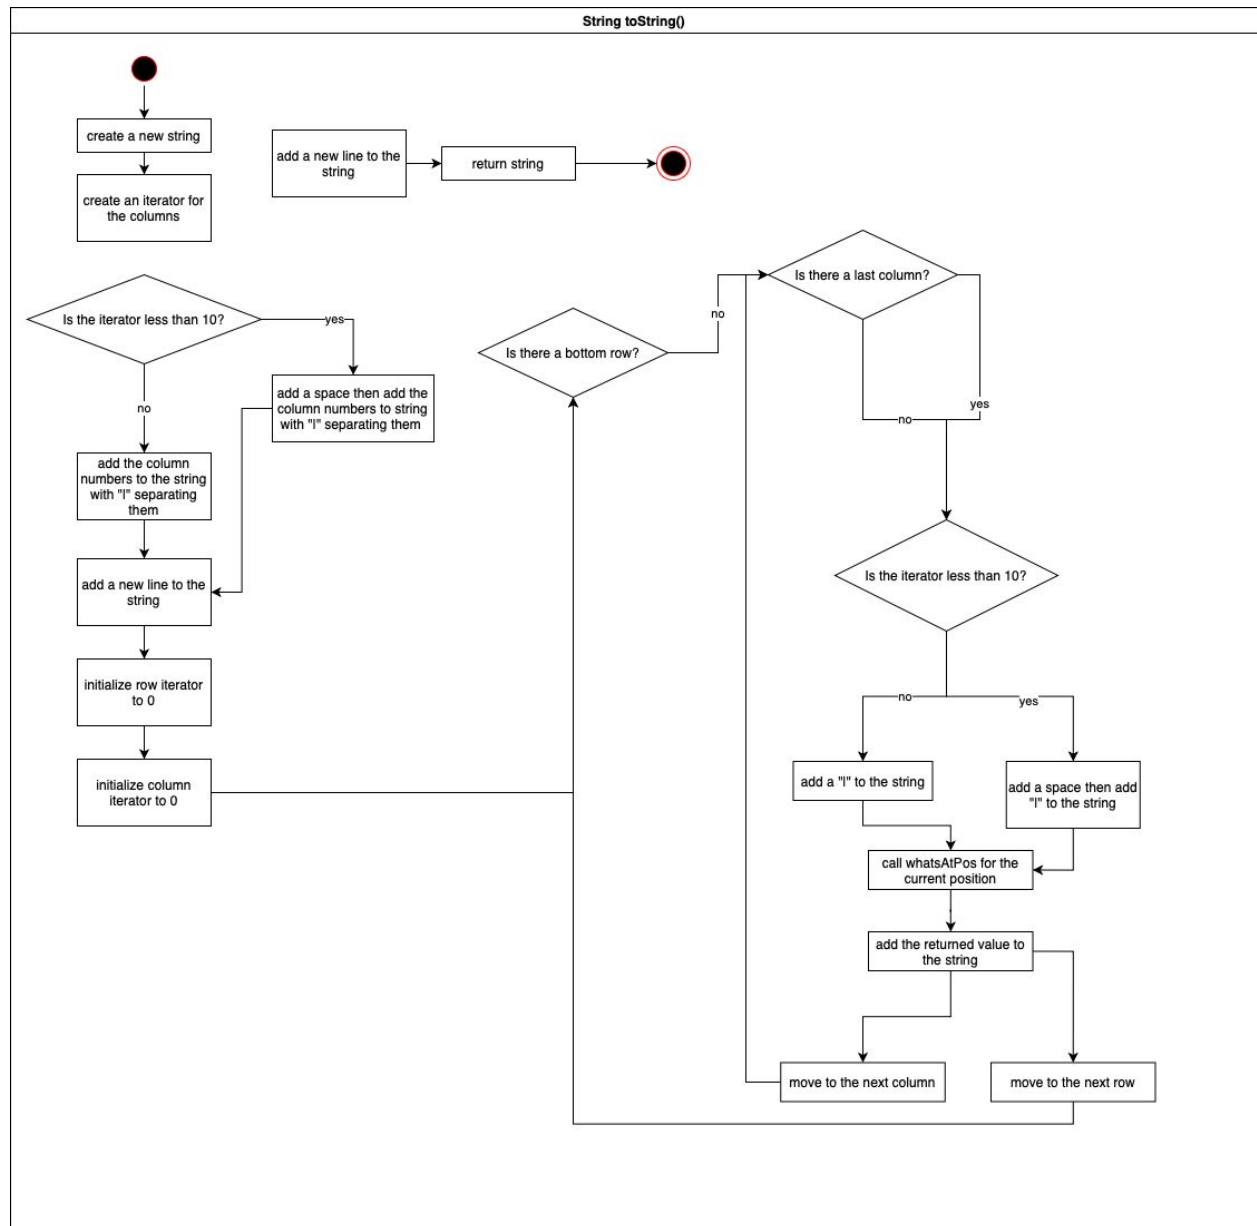 String toString()
create a new string
create an iterator for
the columns
add a new line to the
string
return string
Is the iterator less than 10?
yes
no
add a space then add the
column numbers to string
with "|" separating them
add the column
numbers to the string
with "|" separating
them
add a new line to the
string
initialize row iterator
to 0
initialize column
iterator to 0
Is there a bottom row?
no
Is there a last column?
yes
no
Is the iterator less than 10?
no
yes
add a "|" to the string
add a space then add
"|" to the string
call whatsAtPos for the
current position
add the returned value to
the string
move to the next column
move to the next row